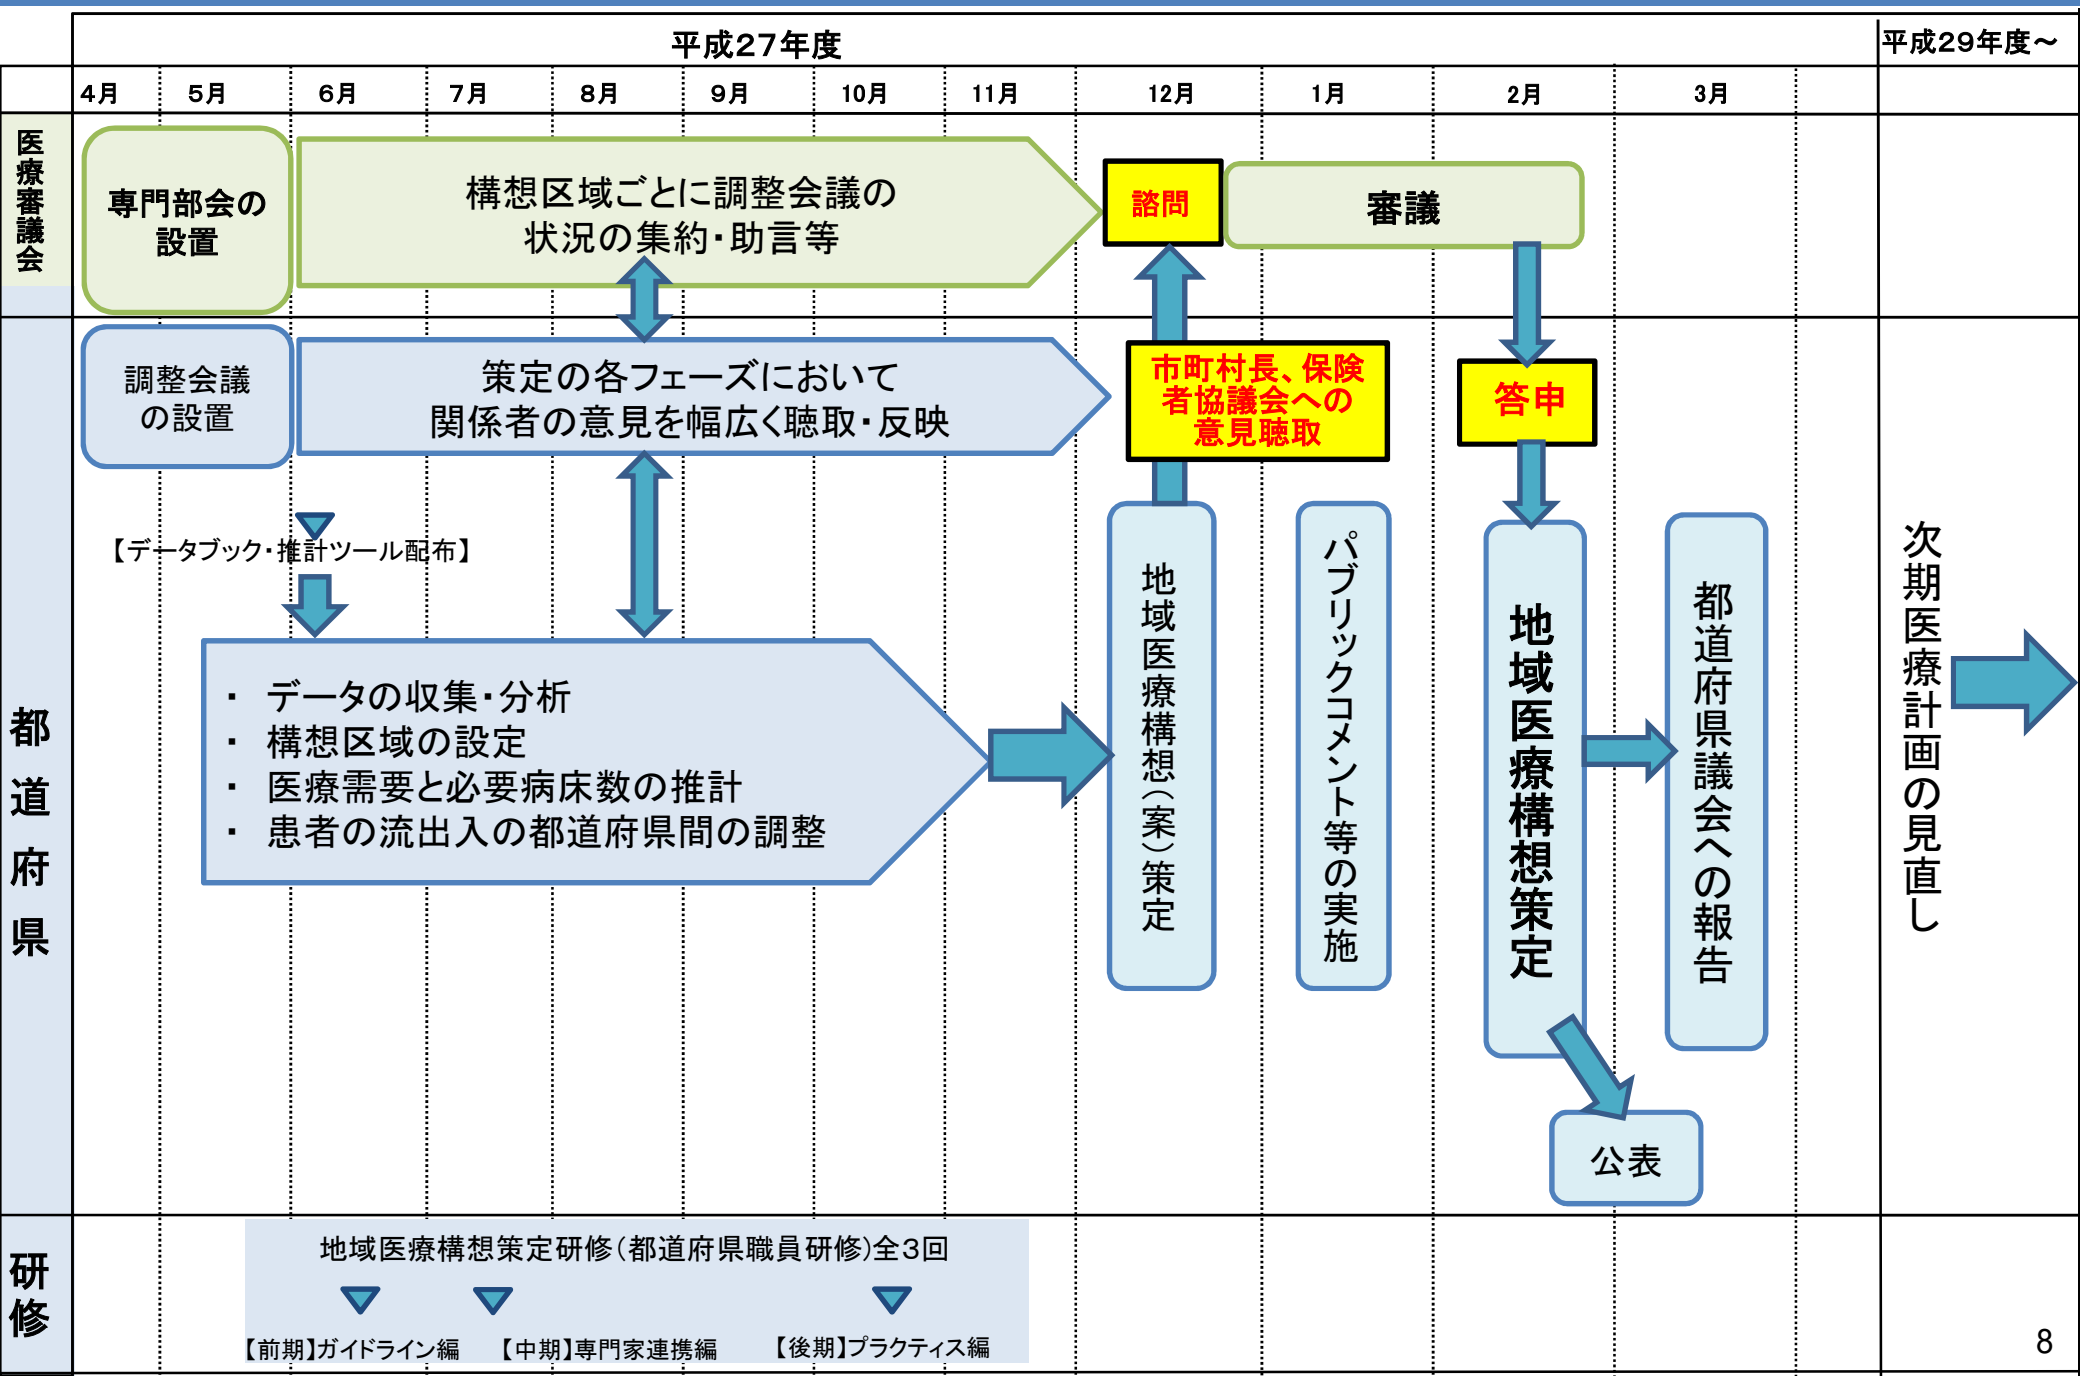 平成27年度
平成29年度～
4月 5月 6月 7月 8月 9月 10月 11月 12月 1月 2月 3月
医療審議会
専門部会の
設置
構想区域ごとに調整会議の
状況の集約・助言等
諮問
審議
都道府県
調整会議
の設置
策定の各フェーズにおいて
関係者の意見を幅広く聴取・反映
市町村長、保険
者協議会への
意見聴取
答申
【データブック・推計ツール配布】
・ データの収集・分析
・ 構想区域の設定
・ 医療需要と必要病床数の推計
・ 患者の流出入の都道府県間の調整
地域医療構想（案）策定
パブリックコメント等の実施
地域医療構想策定
都道府県議会への報告
次期医療計画の見直し
公表
研修
地域医療構想策定研修（都道府県職員研修）全3回
【前期】ガイドライン編
【中期】専門家連携編
【後期】プラクティス編
8